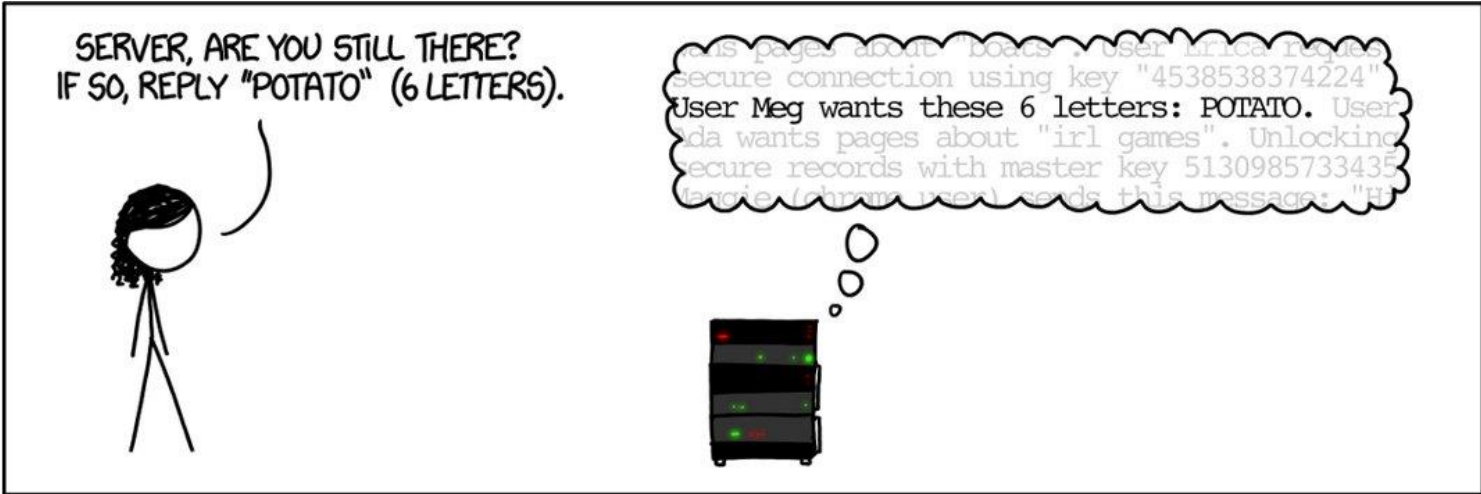 SERVER, ARE YOU STILL THERE?
IF SO, REPLY "POTATO" (6 LETTERS).
pages about "boats". User Erica reques
secure connection using key "4538538374224"
User Meg wants these 6 letters: POTATO. User
Ada wants pages about "irl games". Unlocking
secure records with master key 5130985733435
Maggie (chrome user) sends this message: "H